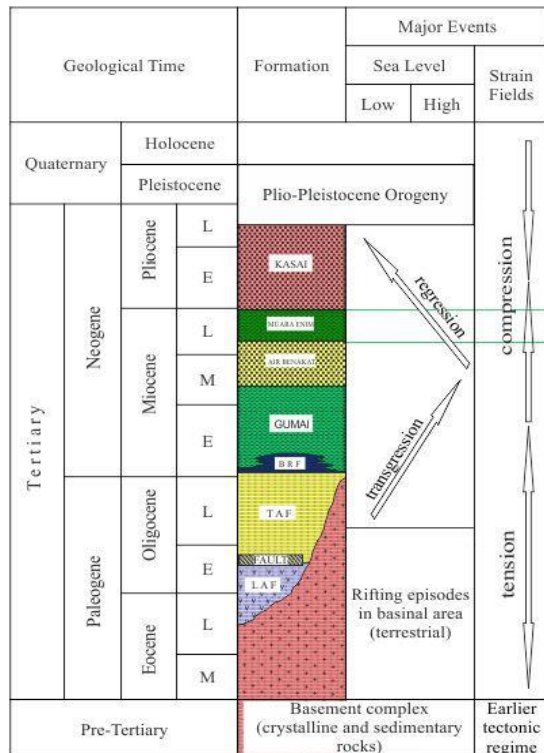 Geological Time
Formation
Major Events
Sea Level
Low
High
Strain
Fields
Quaternary
Holocene
Pleistocene
Plio-Pleistocene Orogeny
Tertiary
Neogene
Pliocene
L
E
KASAI
Miocene
L
M
E
MUARA ENIM
AIR BENAKAT
GUMAI
BRF
regression
transgression
compression
Paleogene
Oligocene
L
E
TAF
FAULT
LAF
Eocene
L
M
Rifting episodes
in basinal area
(terrestrial)
tension
Pre-Tertiary
Basement complex
(crystalline and sedimentary
rocks)
Earlier
tectonic
regime